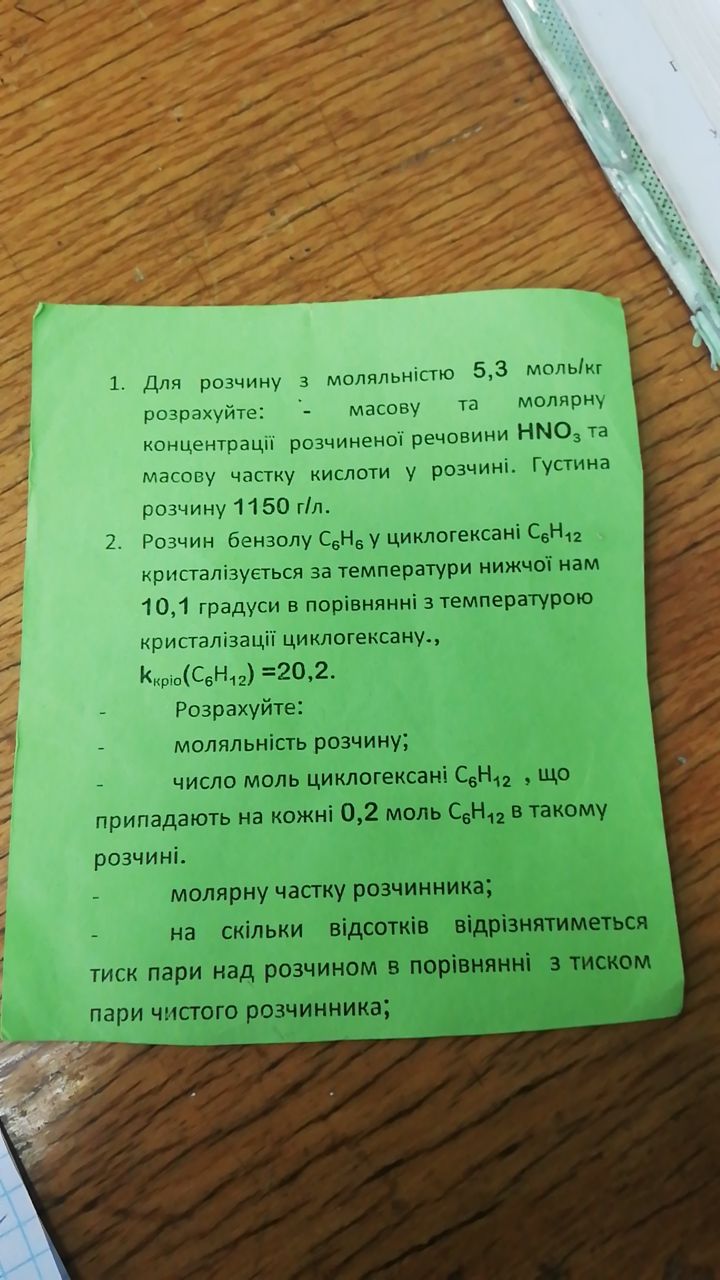 1. Для розчину з моляльністю 5,3 моль/кг
розрахуйте: - масову та молярну
концентрації розчиненої речовини HNO₃ та
масову частку кислоти у розчині. Густина
розчину 1150 г/л.
2. Розчин бензолу C₆H₆ у циклогексані C₆H₁₂
кристалізується за температури нижчої нам
10,1 градуси в порівнянні з температурою
кристалізації циклогексану.,
kкріо(C₆H₁₂) =20,2.
- Розрахуйте:
- моляльність розчину;
- число моль циклогексані C₆H₁₂ , що
припадають на кожні 0,2 моль C₆H₁₂ в такому
розчині.
- молярну частку розчинника;
- на скільки відсотків відрізнятиметься
тиск пари над розчином в порівнянні з тиском
пари чистого розчинника;